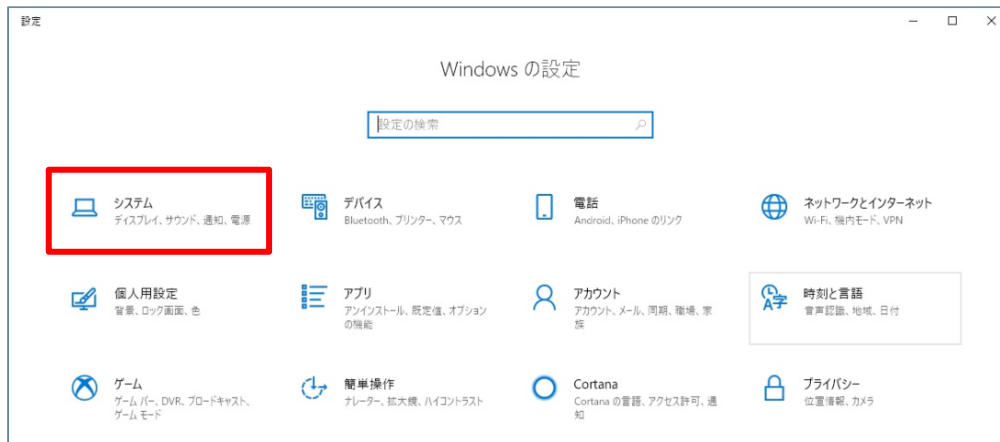 設定
Windows の設定
設定の検索
システム
ディスプレイ、サウンド、通知、電源
デバイス
Bluetooth、プリンター、マウス
電話
Android、iPhone のリンク
ネットワークとインターネット
Wi-Fi、機内モード、VPN
個人用設定
背景、ロック画面、色
アプリ
アンインストール、既定値、オプション
の機能
アカウント
アカウント、メール、同期、職場、家
族
時刻と言語
音声認識、地域、日付
ゲーム
ゲーム バー、DVR、ブロードキャスト、
ゲーム モード
簡単操作
ナレーター、拡大鏡、ハイコントラスト
Cortana
Cortana の言語、アクセス許可、通
知
プライバシー
位置情報、カメラ